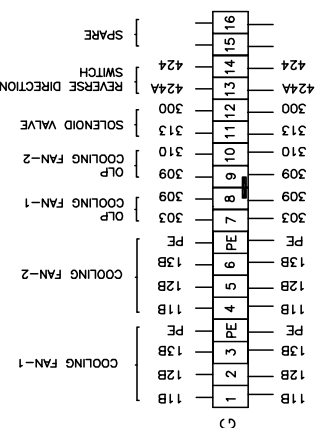 G
11B 1 11B
12B 2 12B
COOLING FAN-1
13B 3 13B
PE PE PE
11B 4 11B
12B 5 12B
COOLING FAN-2
13B 6 13B
PE PE PE
303 7 303
OLP
COOLING FAN-1
309 8 309
309 9 309
OLP
COOLING FAN-2
310 10 310
313 11 313
SOLENOID VALVE
300 12 300
424A 13 424A
REVERSE DIRECTION
SWITCH
424 14 424
15
SPARE
16